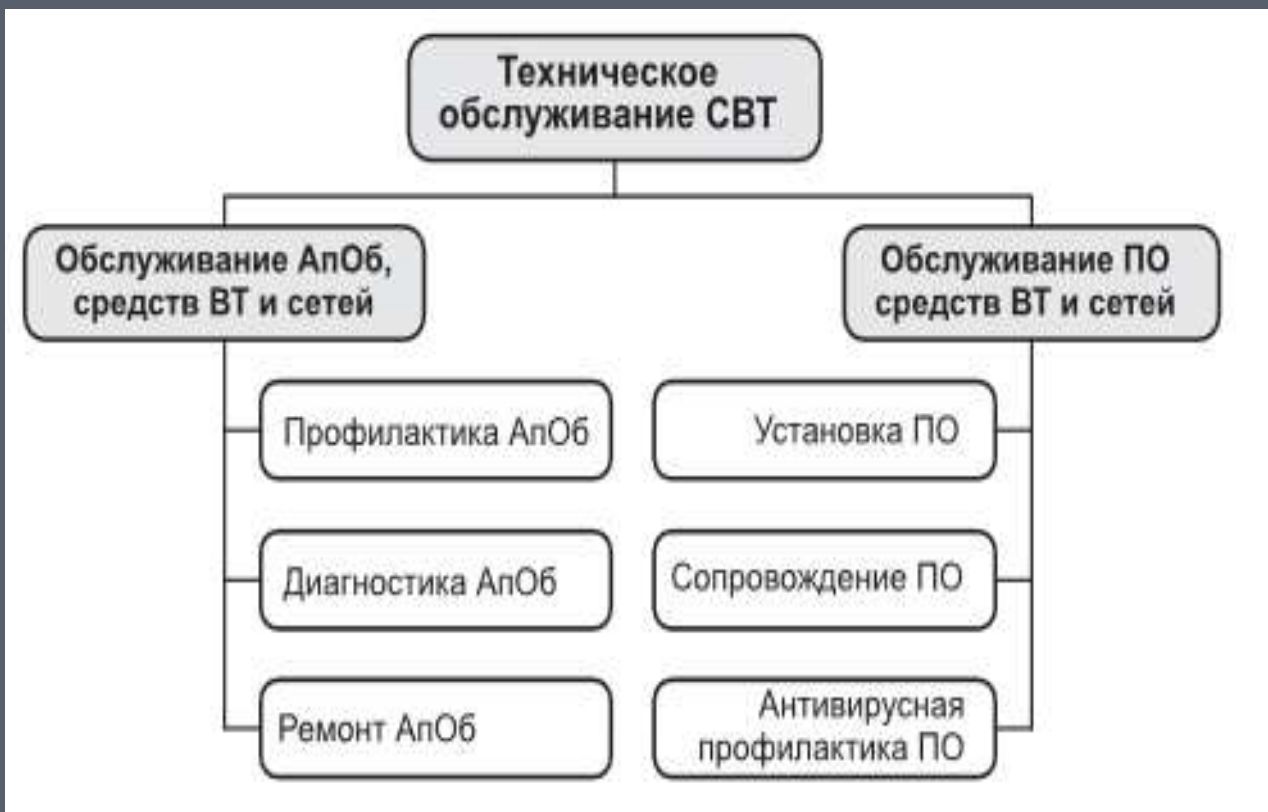 Техническое
обслуживание СВТ
Обслуживание АпОб,
средств ВТ и сетей
Обслуживание ПО
средств ВТ и сетей
Профилактика АпОб
Установка ПО
Диагностика АпОб
Сопровождение ПО
Ремонт АпОб
Антивирусная
профилактика ПО